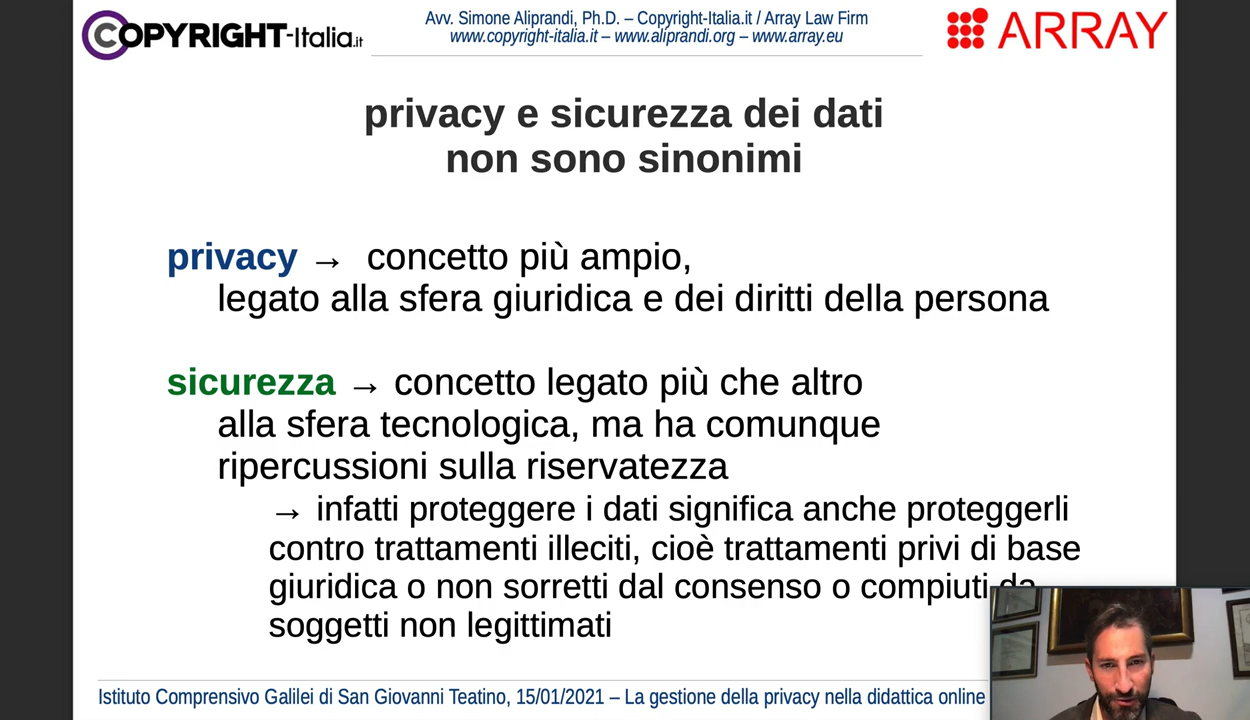 COPYRIGHT-Italia.it
Avv. Simone Aliprandi, Ph.D. – Copyright-Italia.it / Array Law Firm
www.copyright-italia.it – www.aliprandi.org – www.array.eu
ARRAY
privacy e sicurezza dei dati
non sono sinonimi
privacy → concetto più ampio,
legato alla sfera giuridica e dei diritti della persona
sicurezza → concetto legato più che altro
alla sfera tecnologica, ma ha comunque
ripercussioni sulla riservatezza
→ infatti proteggere i dati significa anche proteggerli
contro trattamenti illeciti, cioè trattamenti privi di base
giuridica o non sorretti dal consenso o compiuti da
soggetti non legittimati
Istituto Comprensivo Galilei di San Giovanni Teatino, 15/01/2021 – La gestione della privacy nella didattica online